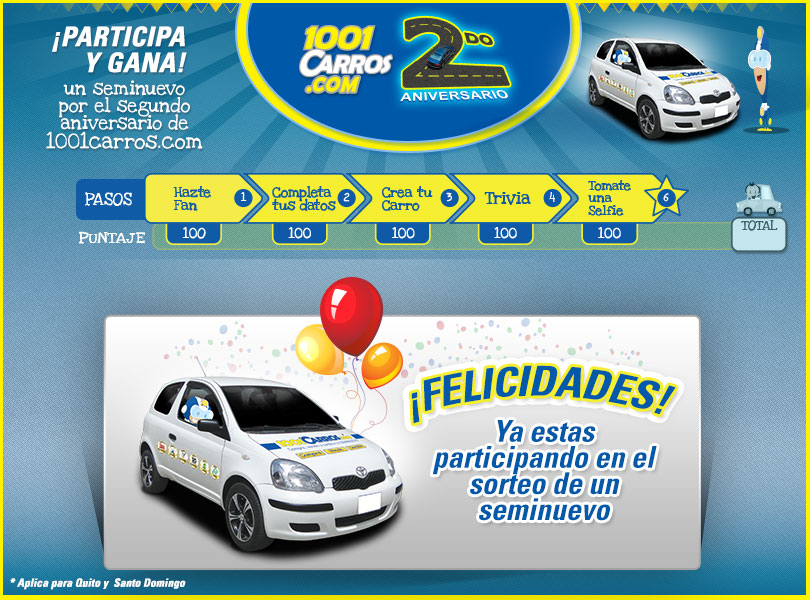 ¡PARTICIPA
Y GANA!
un seminuevo
por el segundo
aniversario de
1001carros.com
1001
CARROS
.COM
2DO
ANIVERSARIO
PASOS
Hazte
Fan
1
Completa
tus datos
2
Crea tu
Carro
3
Trivia
4
Tomate
una
Selfie
6
PUNTAJE
100
100
100
100
100
TOTAL
1001CARROS.COM
¡FELICIDADES!
Ya estas
participando en el
sorteo de un
seminuevo
* Aplica para Quito y Santo Domingo